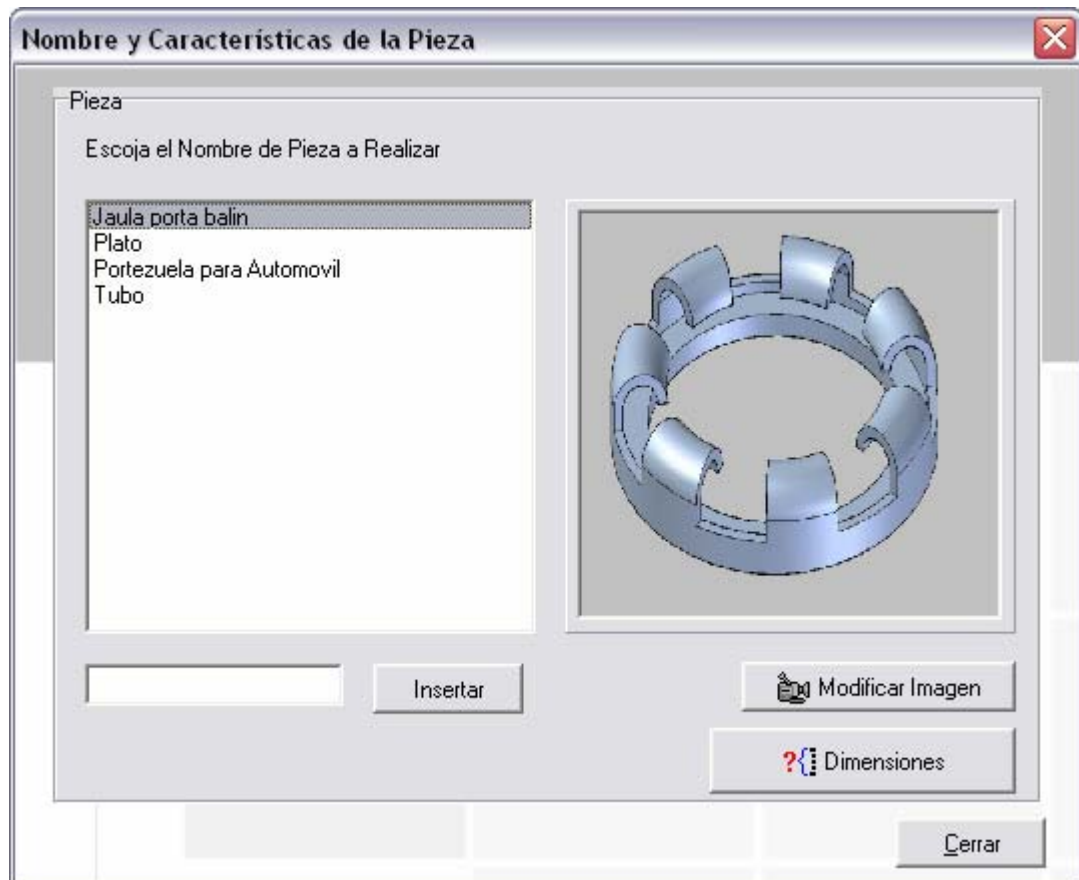 Nombre y Características de la Pieza
Pieza
Escoja el Nombre de Pieza a Realizar
Jaula porta balin
Plato
Portezuela para Automovil
Tubo
Insertar
Modificar Imagen
?{ Dimensiones
Cerrar